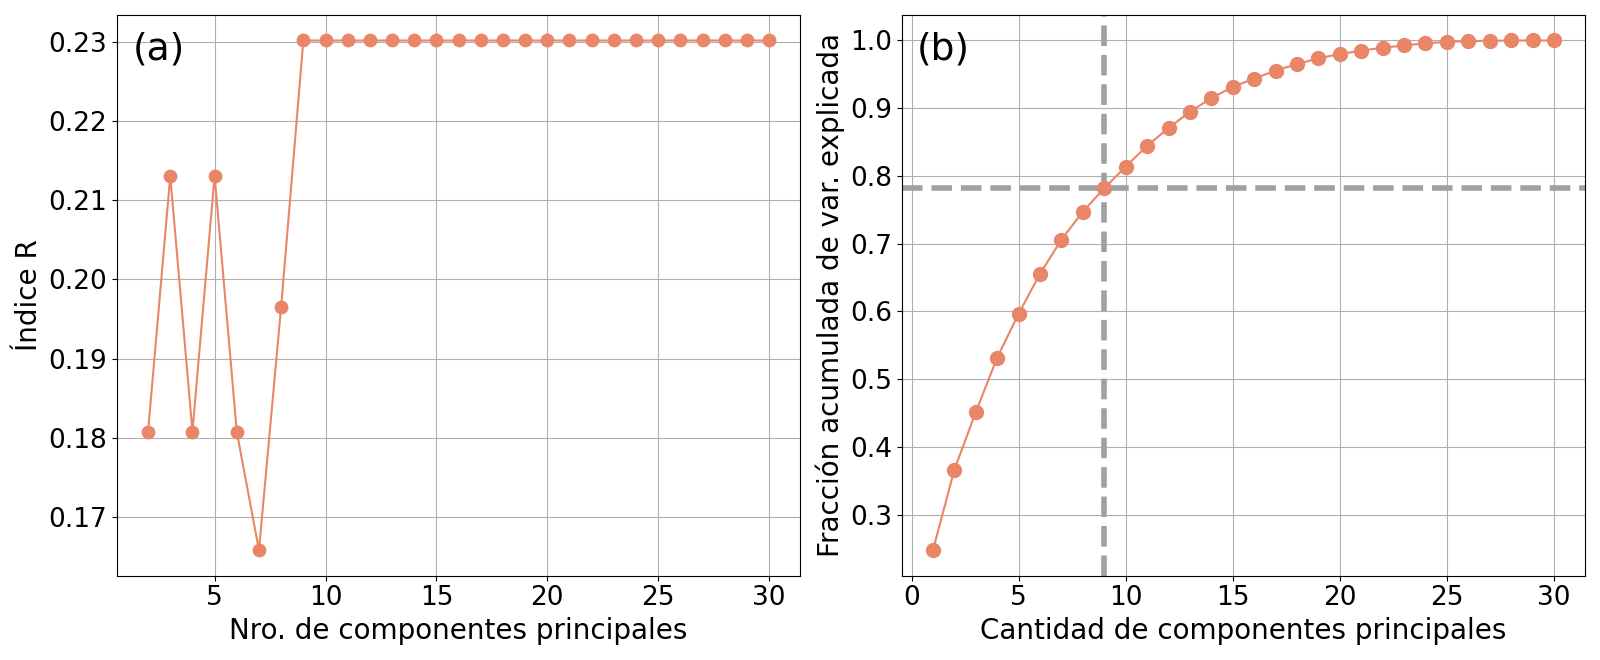 (a)
0.23
0.22
0.21
0.20
0.19
0.18
0.17
Índice R
5 10 15 20 25 30
Nro. de componentes principales
(b)
1.0
0.9
0.8
0.7
0.6
0.5
0.4
0.3
Fracción acumulada de var. explicada
0 5 10 15 20 25 30
Cantidad de componentes principales